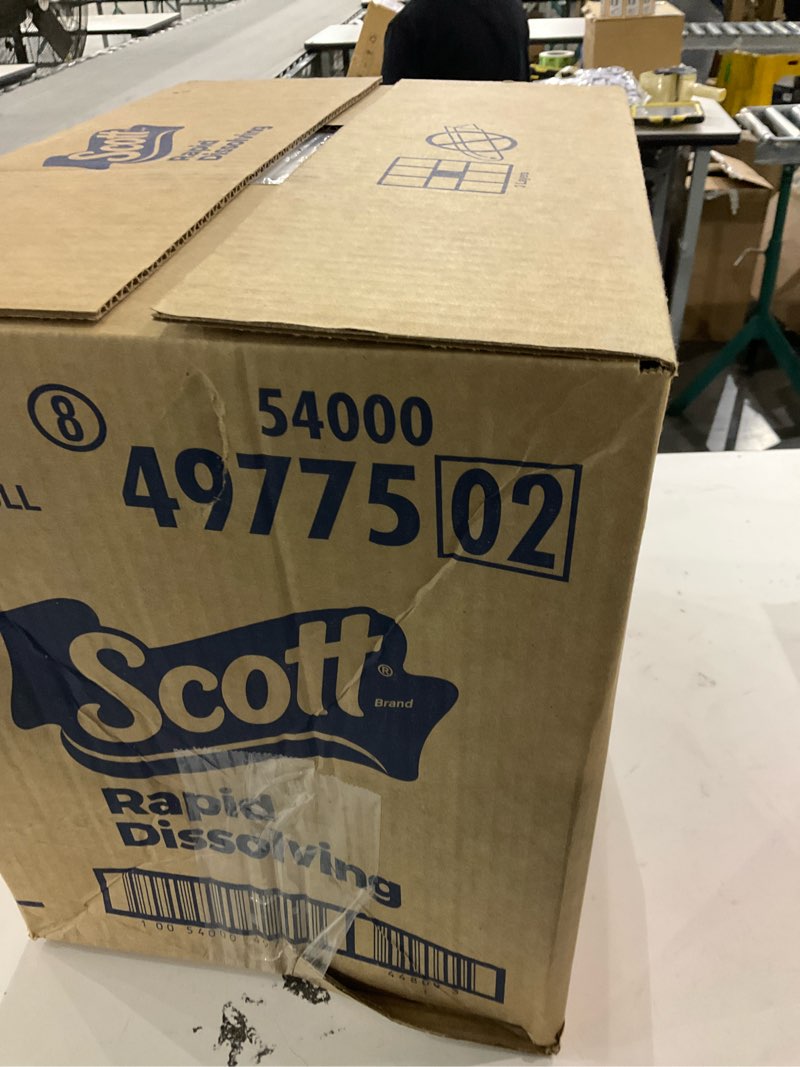 Scott
Rapid
Dissolving
8
54000
LL
49775 02
Scott®
Brand
Rapid
Dissolving